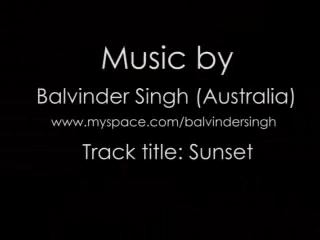 Music by
Balvinder Singh (Australia)
www.myspace.com/balvindersingh
Track title: Sunset